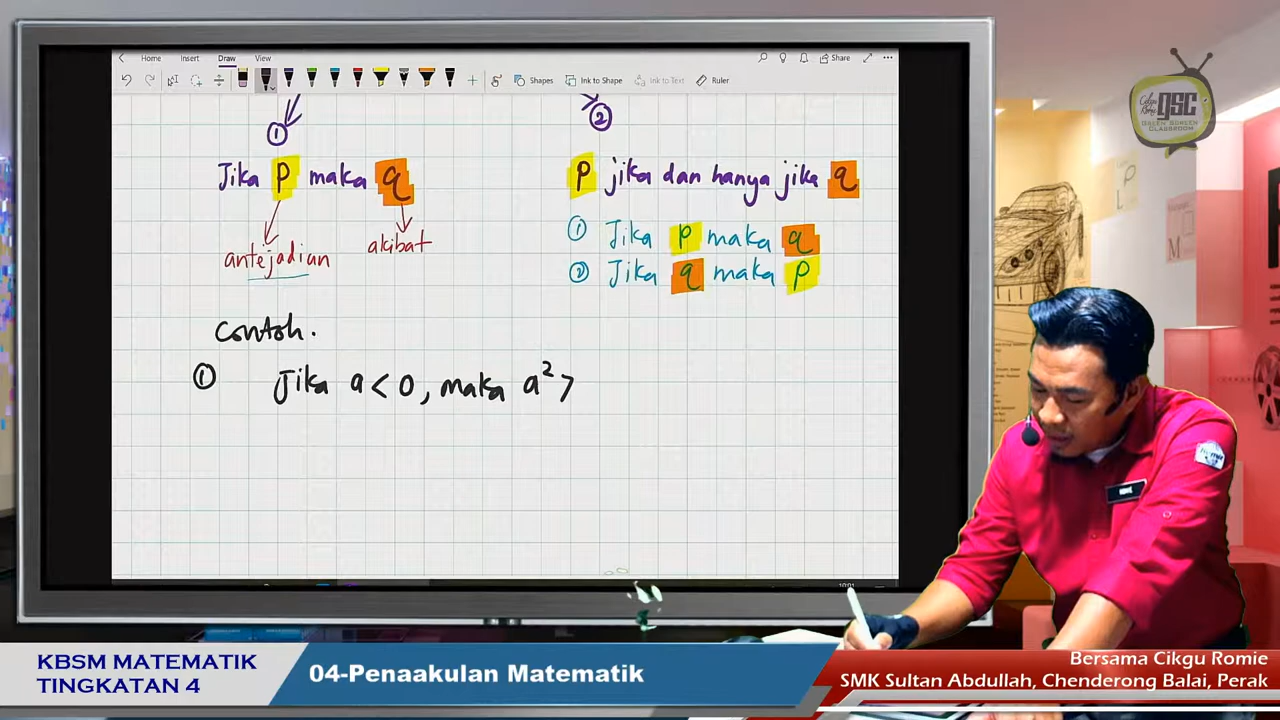 Home Insert Draw View
Share
Shapes Ink to Shape Ink to Text Ruler
① ②
Jika p maka q
antejadian akibat
p jika dan hanya jika q
① Jika p maka q
② Jika q maka p
Contoh.
① Jika a < 0, maka a² >
GSC
CLASSROOM
KBSM MATEMATIK
TINGKATAN 4
04-Penaakulan Matematik
Bersama Cikgu Romie
SMK Sultan Abdullah, Chenderong Balai, Perak